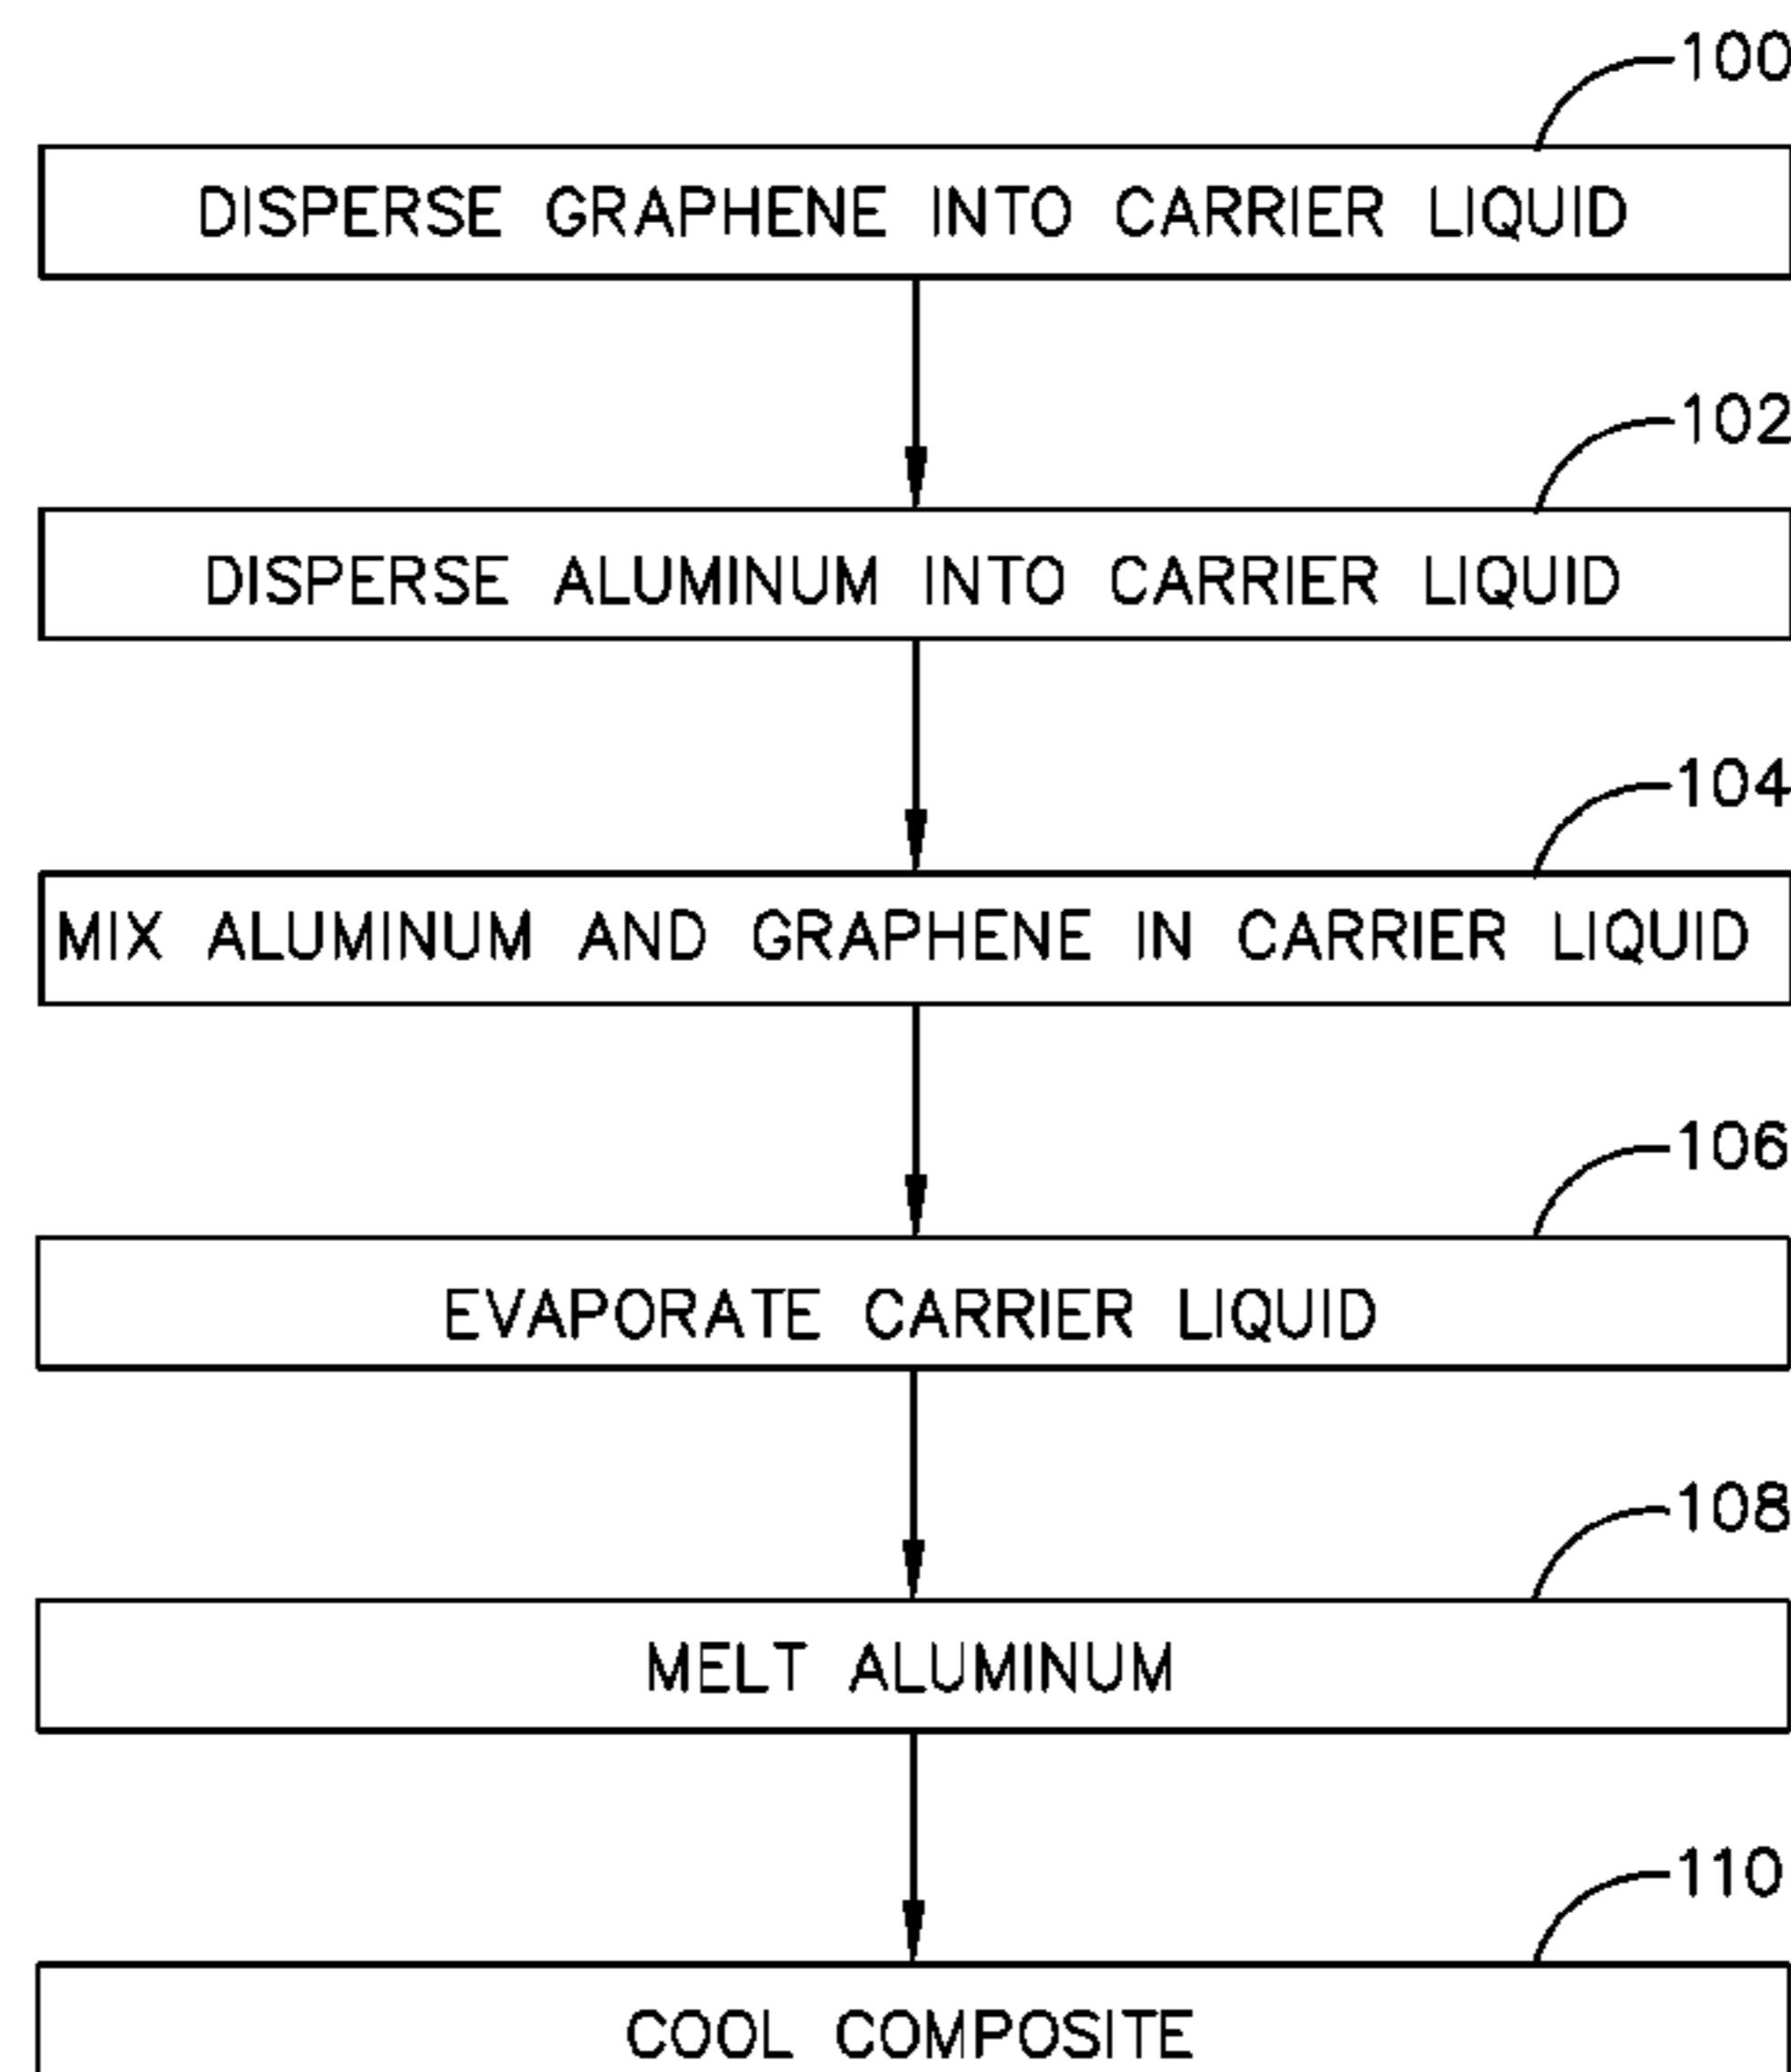 100
DISPERSE GRAPHENE INTO CARRIER LIQUID
102
DISPERSE ALUMINUM INTO CARRIER LIQUID
104
MIX ALUMINUM AND GRAPHENE IN CARRIER LIQUID
106
EVAPORATE CARRIER LIQUID
108
MELT ALUMINUM
110
COOL COMPOSITE